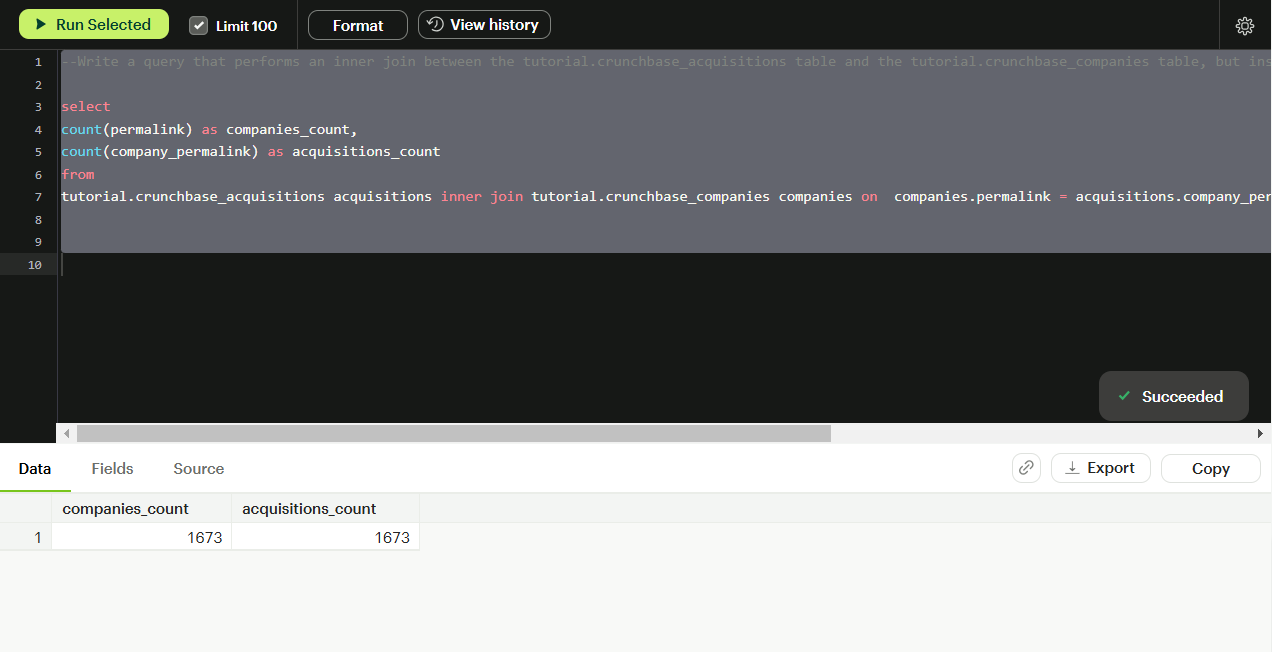 Run Selected Limit 100 Format View history
1 --Write a query that performs an inner join between the tutorial.crunchbase_acquisitions table and the tutorial.crunchbase_companies table, but ins
2
3 select
4 count(permalink) as companies_count,
5 count(company_permalink) as acquisitions_count
6 from
7 tutorial.crunchbase_acquisitions acquisitions inner join tutorial.crunchbase_companies companies on  companies.permalink = acquisitions.company_per
8
9
10
Succeeded
Data Fields Source Export Copy
companies_count acquisitions_count
1 1673 1673